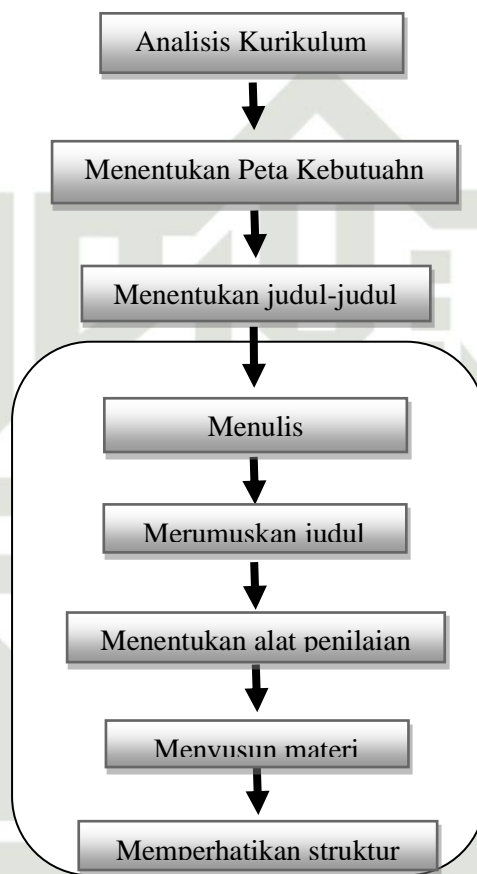 Analisis Kurikulum
Menentukan Peta Kebutuahn
Menentukan judul-judul
Menulis
Merumuskan judul
Menentukan alat penilaian
Menyusun materi
Memperhatikan struktur